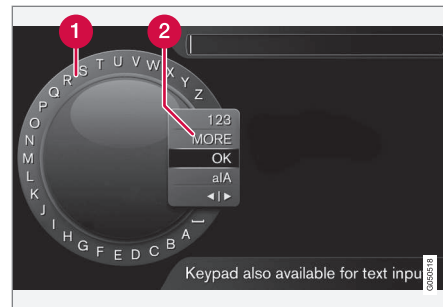 1
2
A B C D E F G H I J K L M N O P Q R S T U V W X Y Z
123
MORE
OK
a|A
◄|►
Keypad also available for text input
G050518